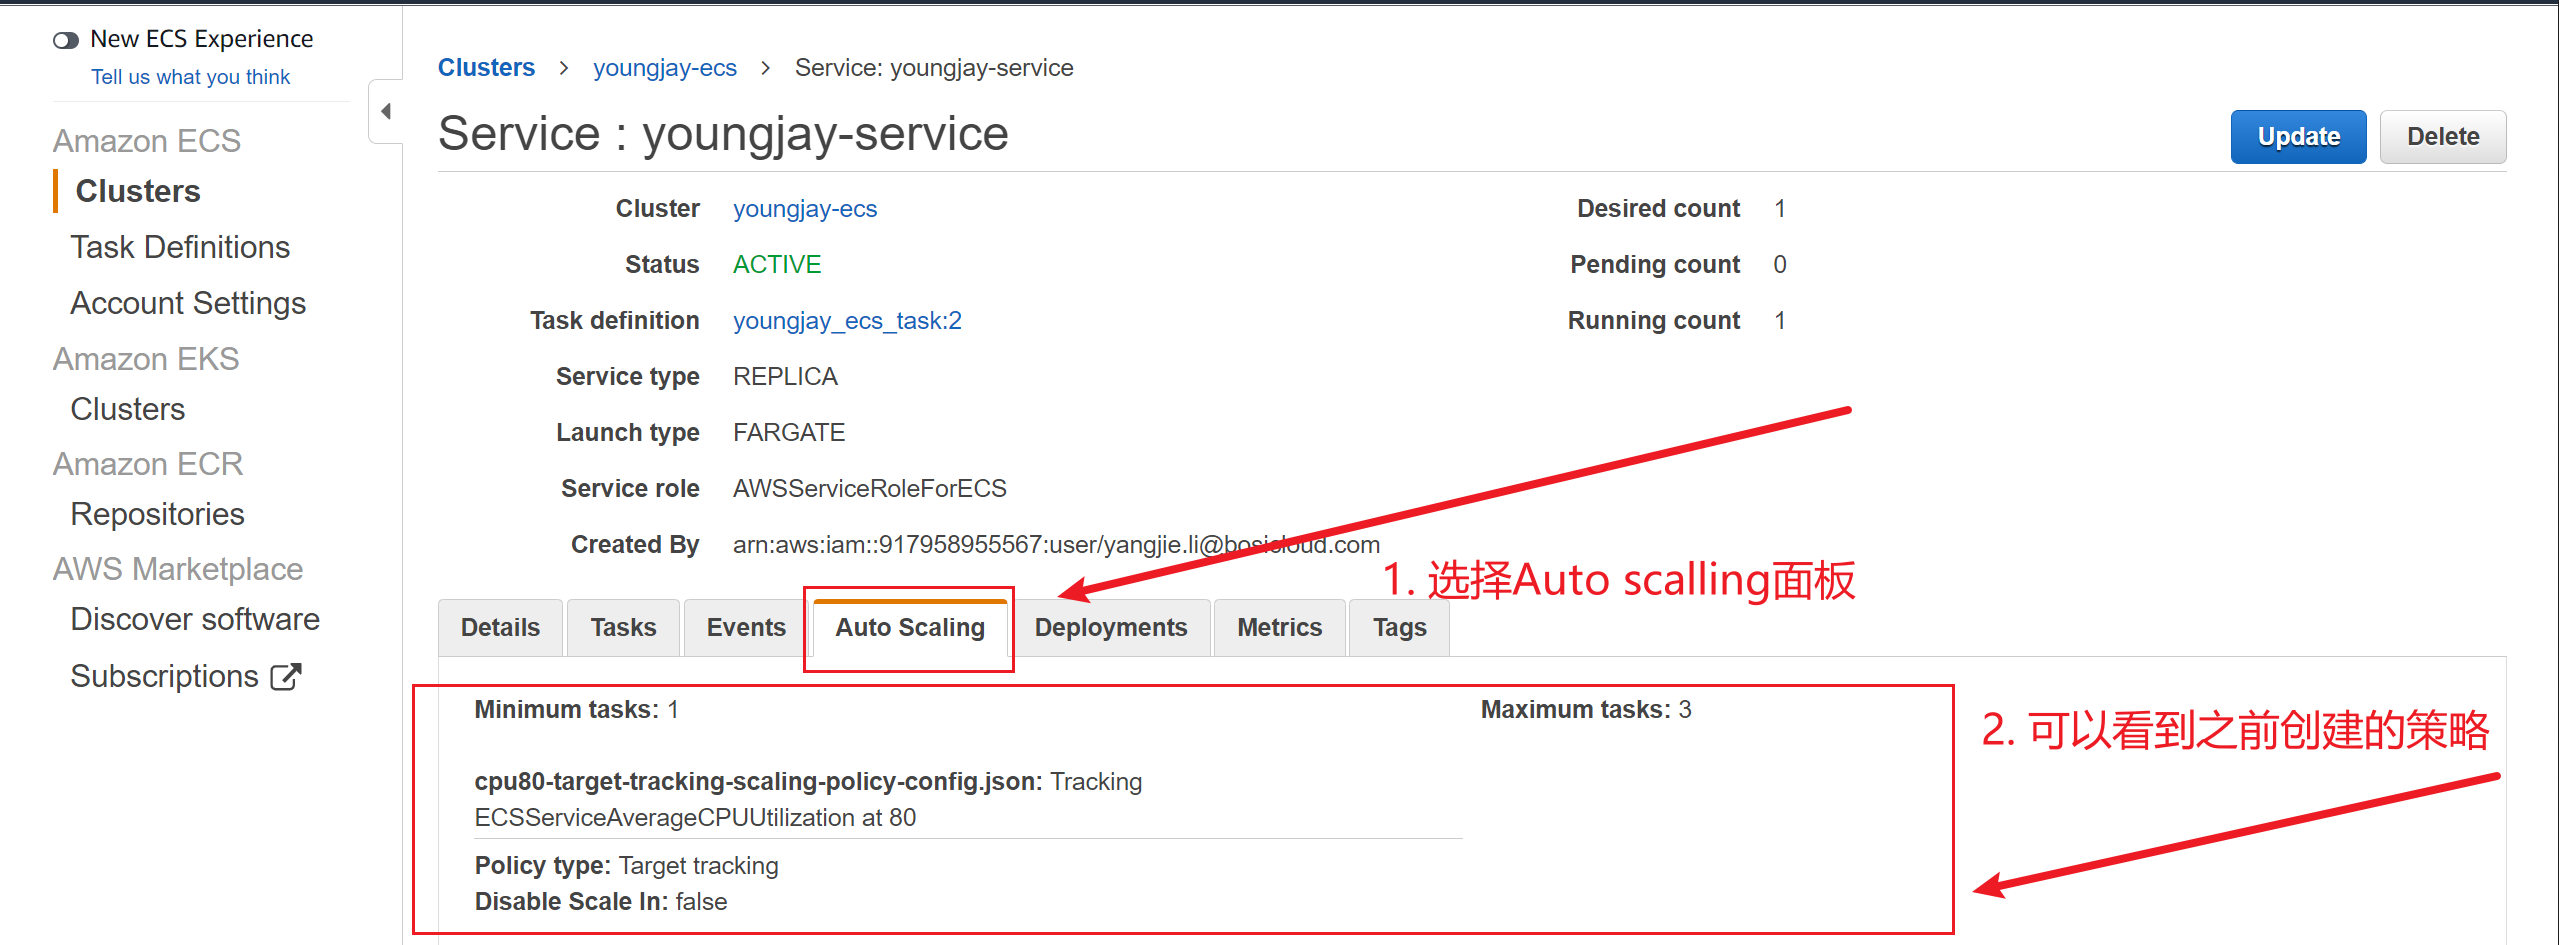 New ECS Experience
Tell us what you think
Amazon ECS
Clusters
Task Definitions
Account Settings
Amazon EKS
Clusters
Amazon ECR
Repositories
AWS Marketplace
Discover software
Subscriptions
Clusters > youngjay-ecs > Service: youngjay-service
Service : youngjay-service
Update Delete
Cluster youngjay-ecs
Desired count 1
Status ACTIVE
Pending count 0
Task definition youngjay_ecs_task:2
Running count 1
Service type REPLICA
Launch type FARGATE
Service role AWSServiceRoleForECS
Created By arn:aws:iam::917958955567:user/yangjie.li@bosicloud.com
1. 选择Auto scalling面板
Details Tasks Events Auto Scaling Deployments Metrics Tags
Minimum tasks: 1
Maximum tasks: 3
2. 可以看到之前创建的策略
cpu80-target-tracking-scaling-policy-config.json: Tracking
ECSServiceAverageCPUUtilization at 80
Policy type: Target tracking
Disable Scale In: false